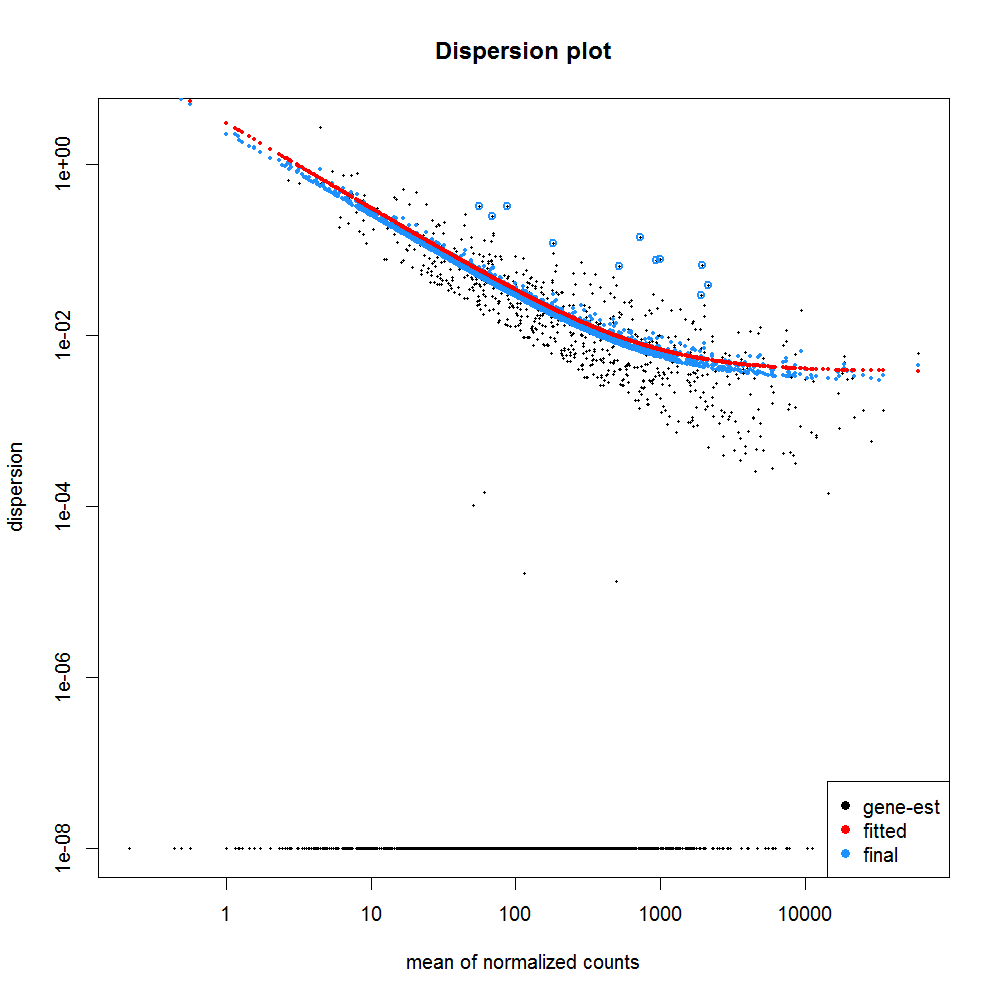 Dispersion plot
1e+00
1e-02
1e-04
1e-06
1e-08
dispersion
gene-est
fitted
final
1
10
100
1000
10000
mean of normalized counts